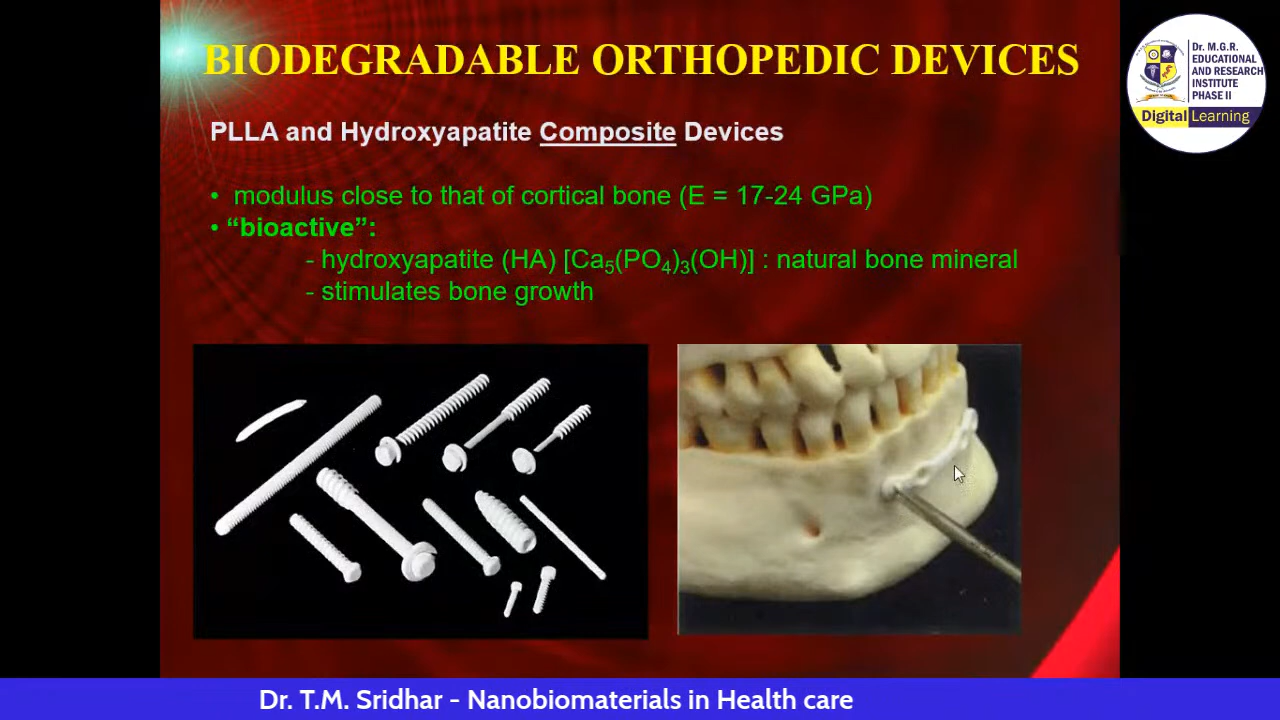 BIODEGRADABLE ORTHOPEDIC DEVICES
Dr. M.G.R.
EDUCATIONAL
AND RESEARCH
INSTITUTE
PHASE II
Digital Learning
PLLA and Hydroxyapatite Composite Devices
• modulus close to that of cortical bone (E = 17-24 GPa)
• “bioactive”:
- hydroxyapatite (HA) [Ca₅(PO₄)₃(OH)] : natural bone mineral
- stimulates bone growth
Dr. T.M. Sridhar - Nanobiomaterials in Health care